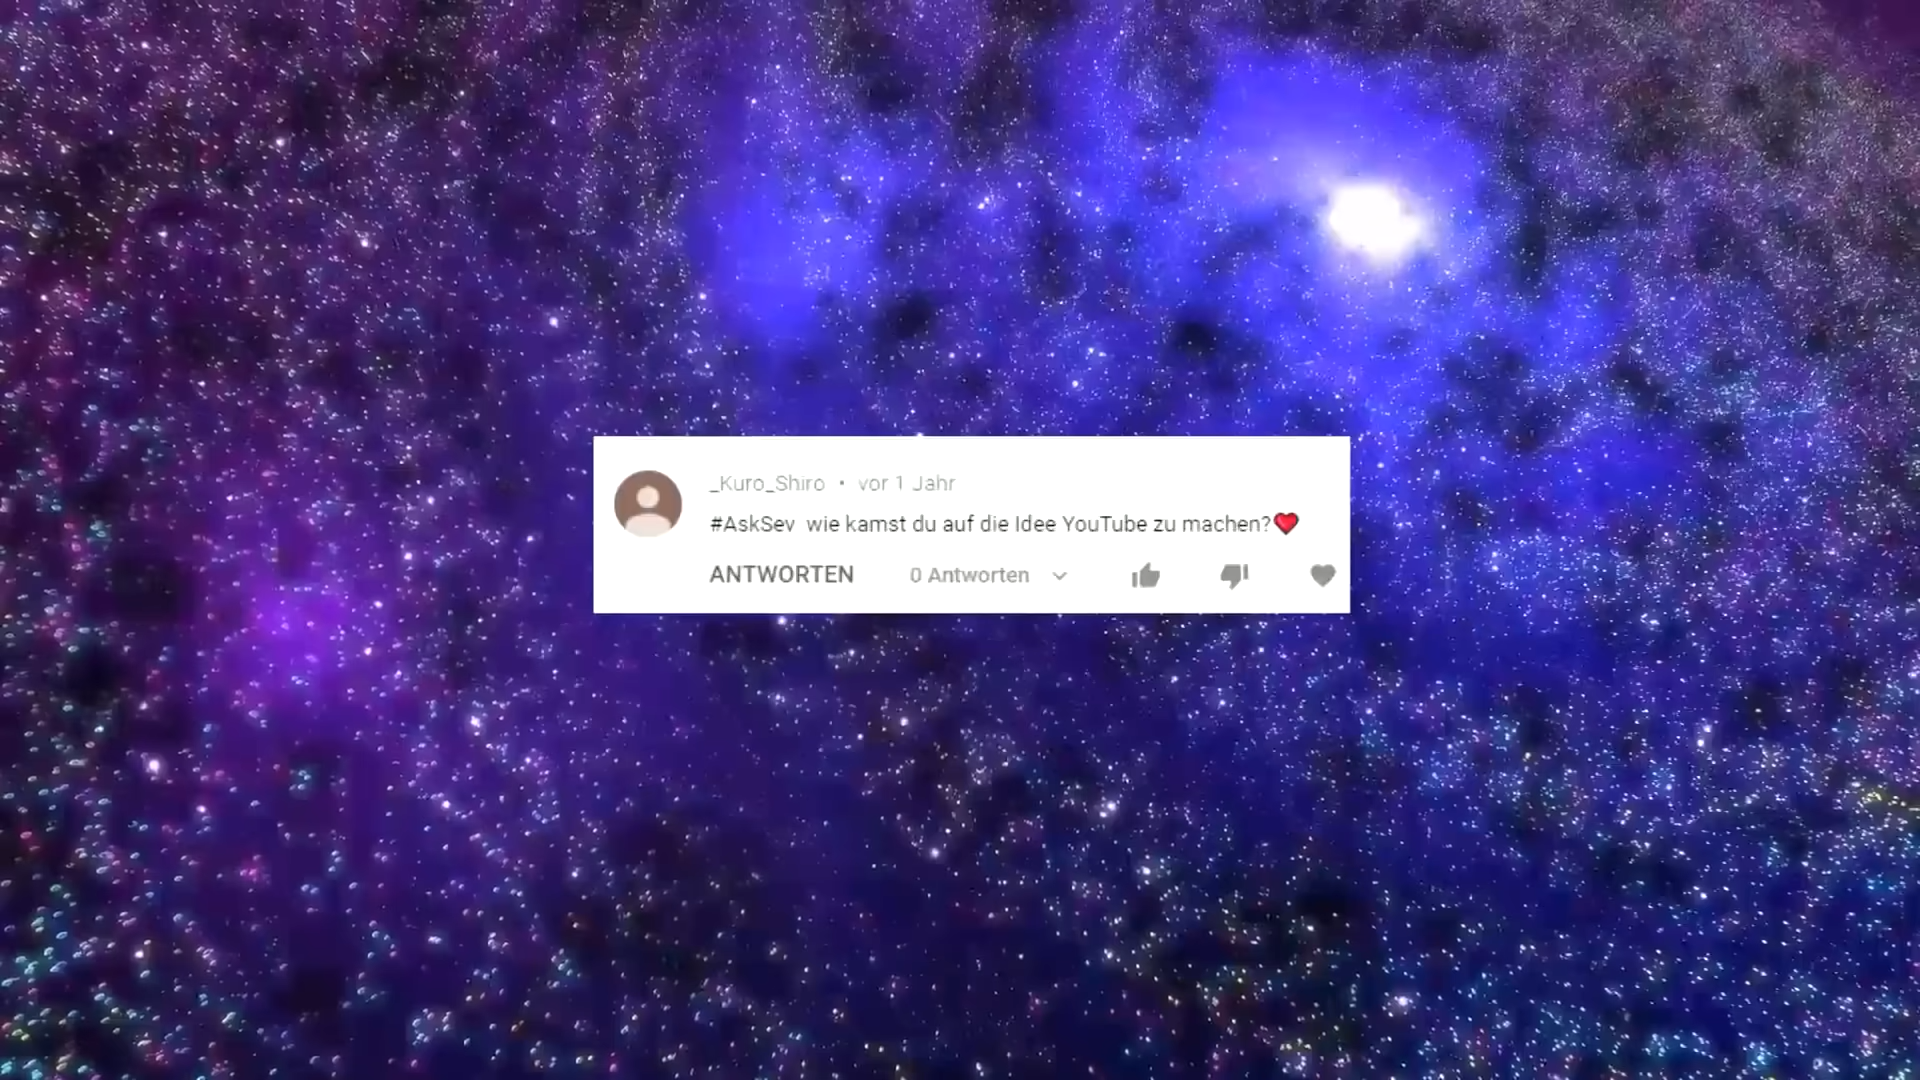 _Kuro_Shiro • vor 1 Jahr
#AskSev wie kamst du auf die Idee YouTube zu machen?❤
ANTWORTEN 0 Antworten